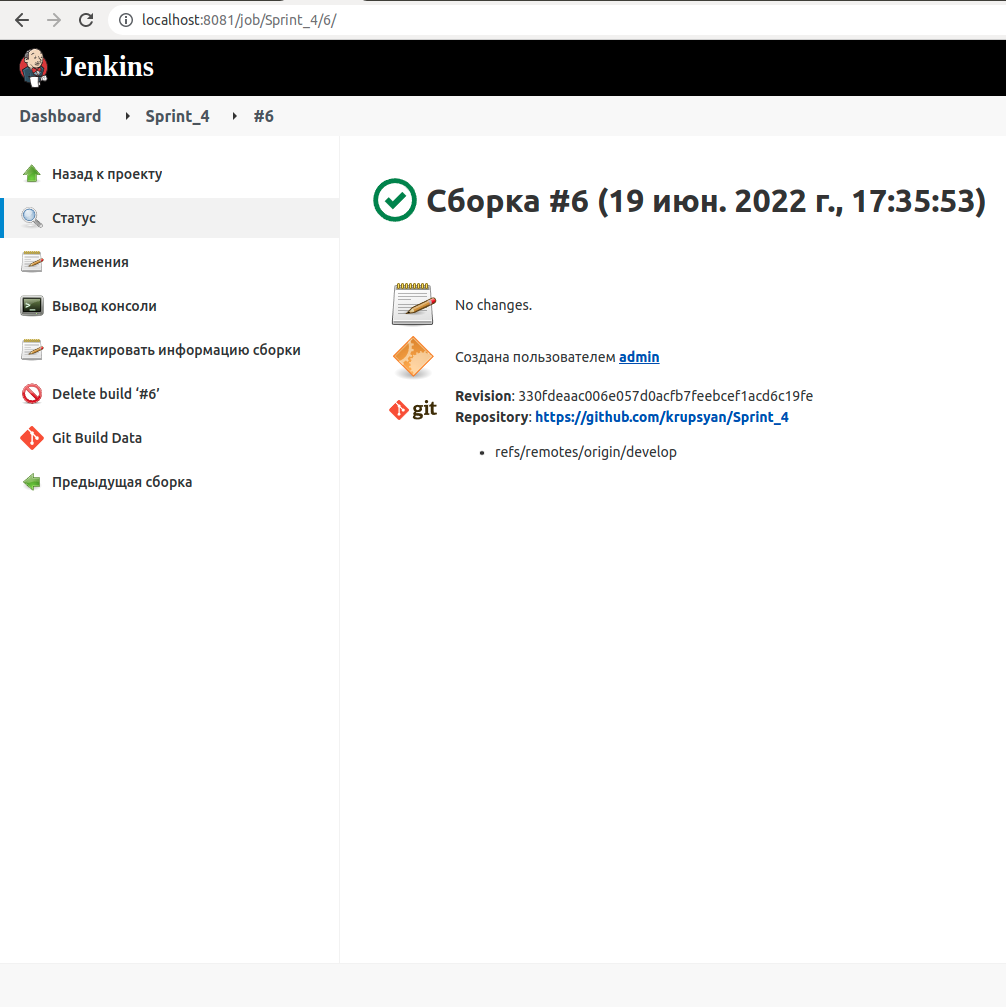 localhost:8081/job/Sprint_4/6/
Jenkins
Dashboard Sprint_4 #6
Назад к проекту
Статус
Изменения
Вывод консоли
Редактировать информацию сборки
Delete build ‘#6’
Git Build Data
Предыдущая сборка
Сборка #6 (19 июн. 2022 г., 17:35:53)
No changes.
Создана пользователем admin
git
Revision: 330fdeaac006e057d0acfb7feebcef1acd6c19fe
Repository: https://github.com/krupsyan/Sprint_4
• refs/remotes/origin/develop